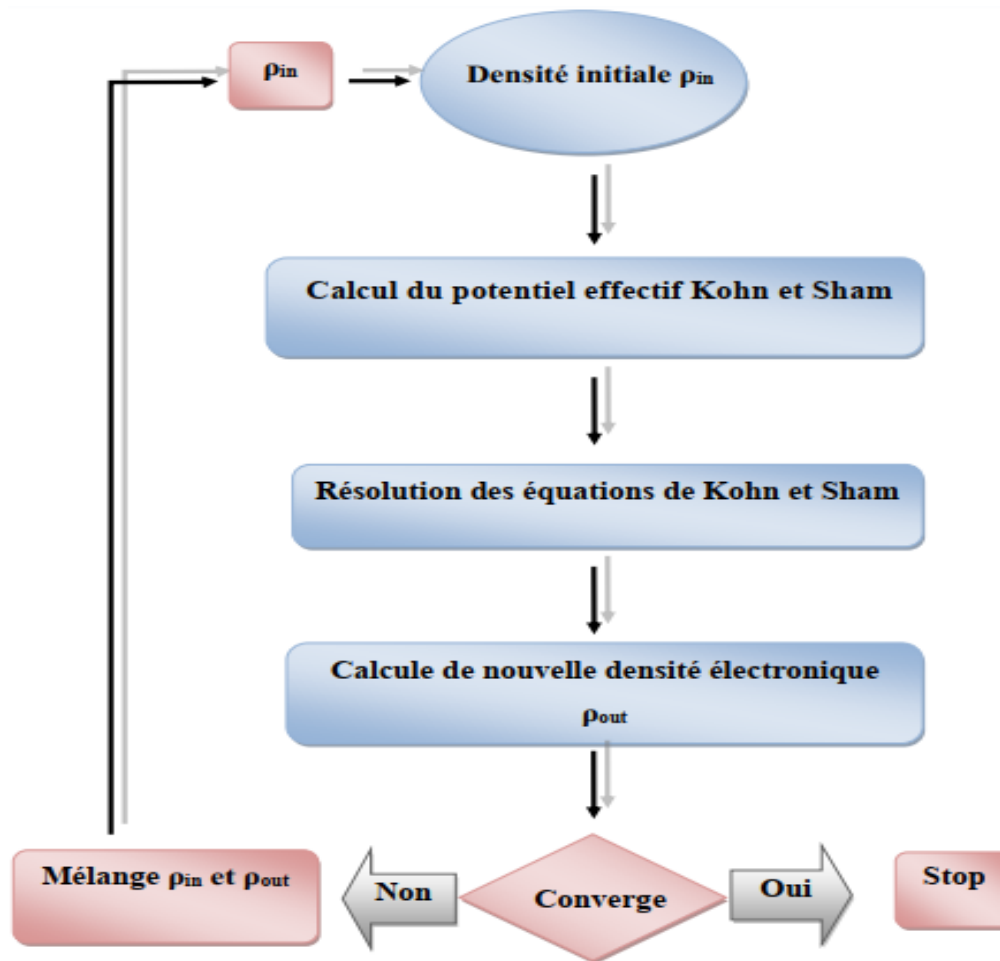 ρin
Densité initiale ρin
Calcul du potentiel effectif Kohn et Sham
Résolution des équations de Kohn et Sham
Calcule de nouvelle densité électronique
ρout
Mélange ρin et ρout
Non
Converge
Oui
Stop